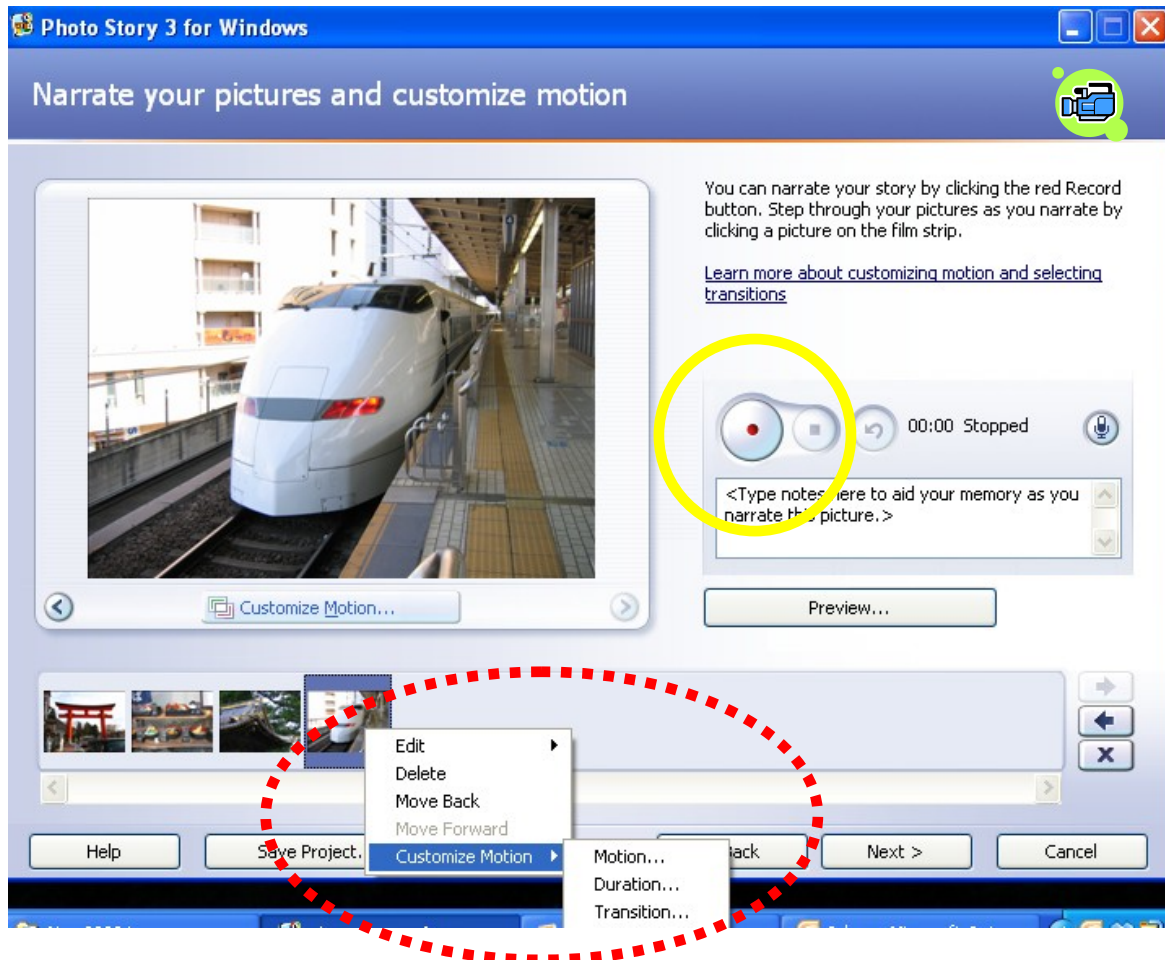 Photo Story 3 for Windows
Narrate your pictures and customize motion
You can narrate your story by clicking the red Record
button. Step through your pictures as you narrate by
clicking a picture on the film strip.
Learn more about customizing motion and selecting
transitions
00:00 Stopped
<Type notes here to aid your memory as you
narrate this picture.>
Customize Motion...
Preview...
Edit
Delete
Move Back
Move Forward
Customize Motion
Motion...
Duration...
Transition...
Help
Save Project.
Back
Next >
Cancel